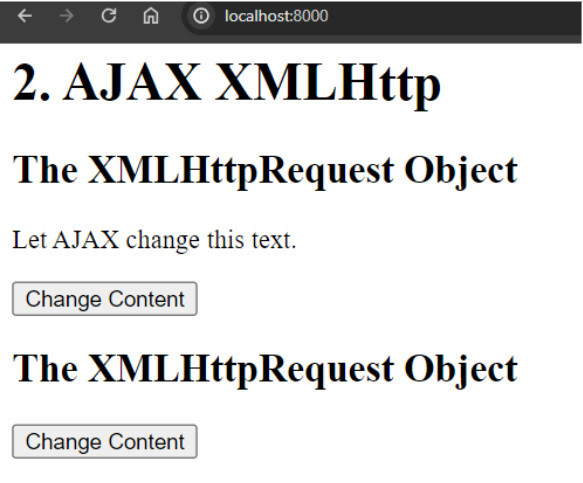 localhost:8000
2. AJAX XMLHttp
The XMLHttpRequest Object
Let AJAX change this text.
Change Content
The XMLHttpRequest Object
Change Content